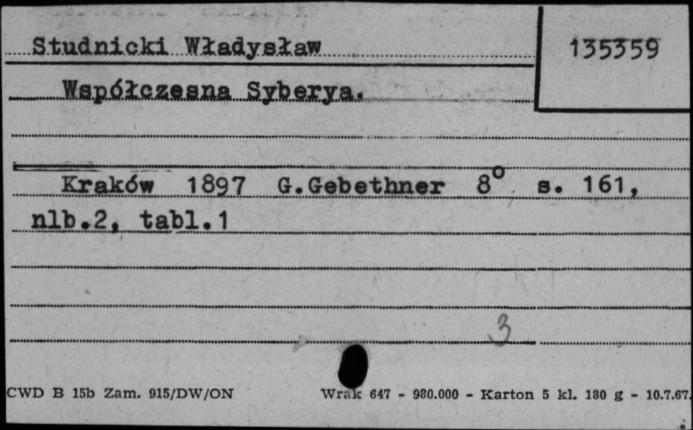 Studnicki Władysław 135359
Współczesna Syberya.
Kraków 1897 G.Gebethner 8° s. 161,
nlb.2, tabl.1
3
CWD B 15b Zam. 915/DW/ON Wrak 647 - 980.000 - Karton 5 kl. 180 g - 10.7.67.